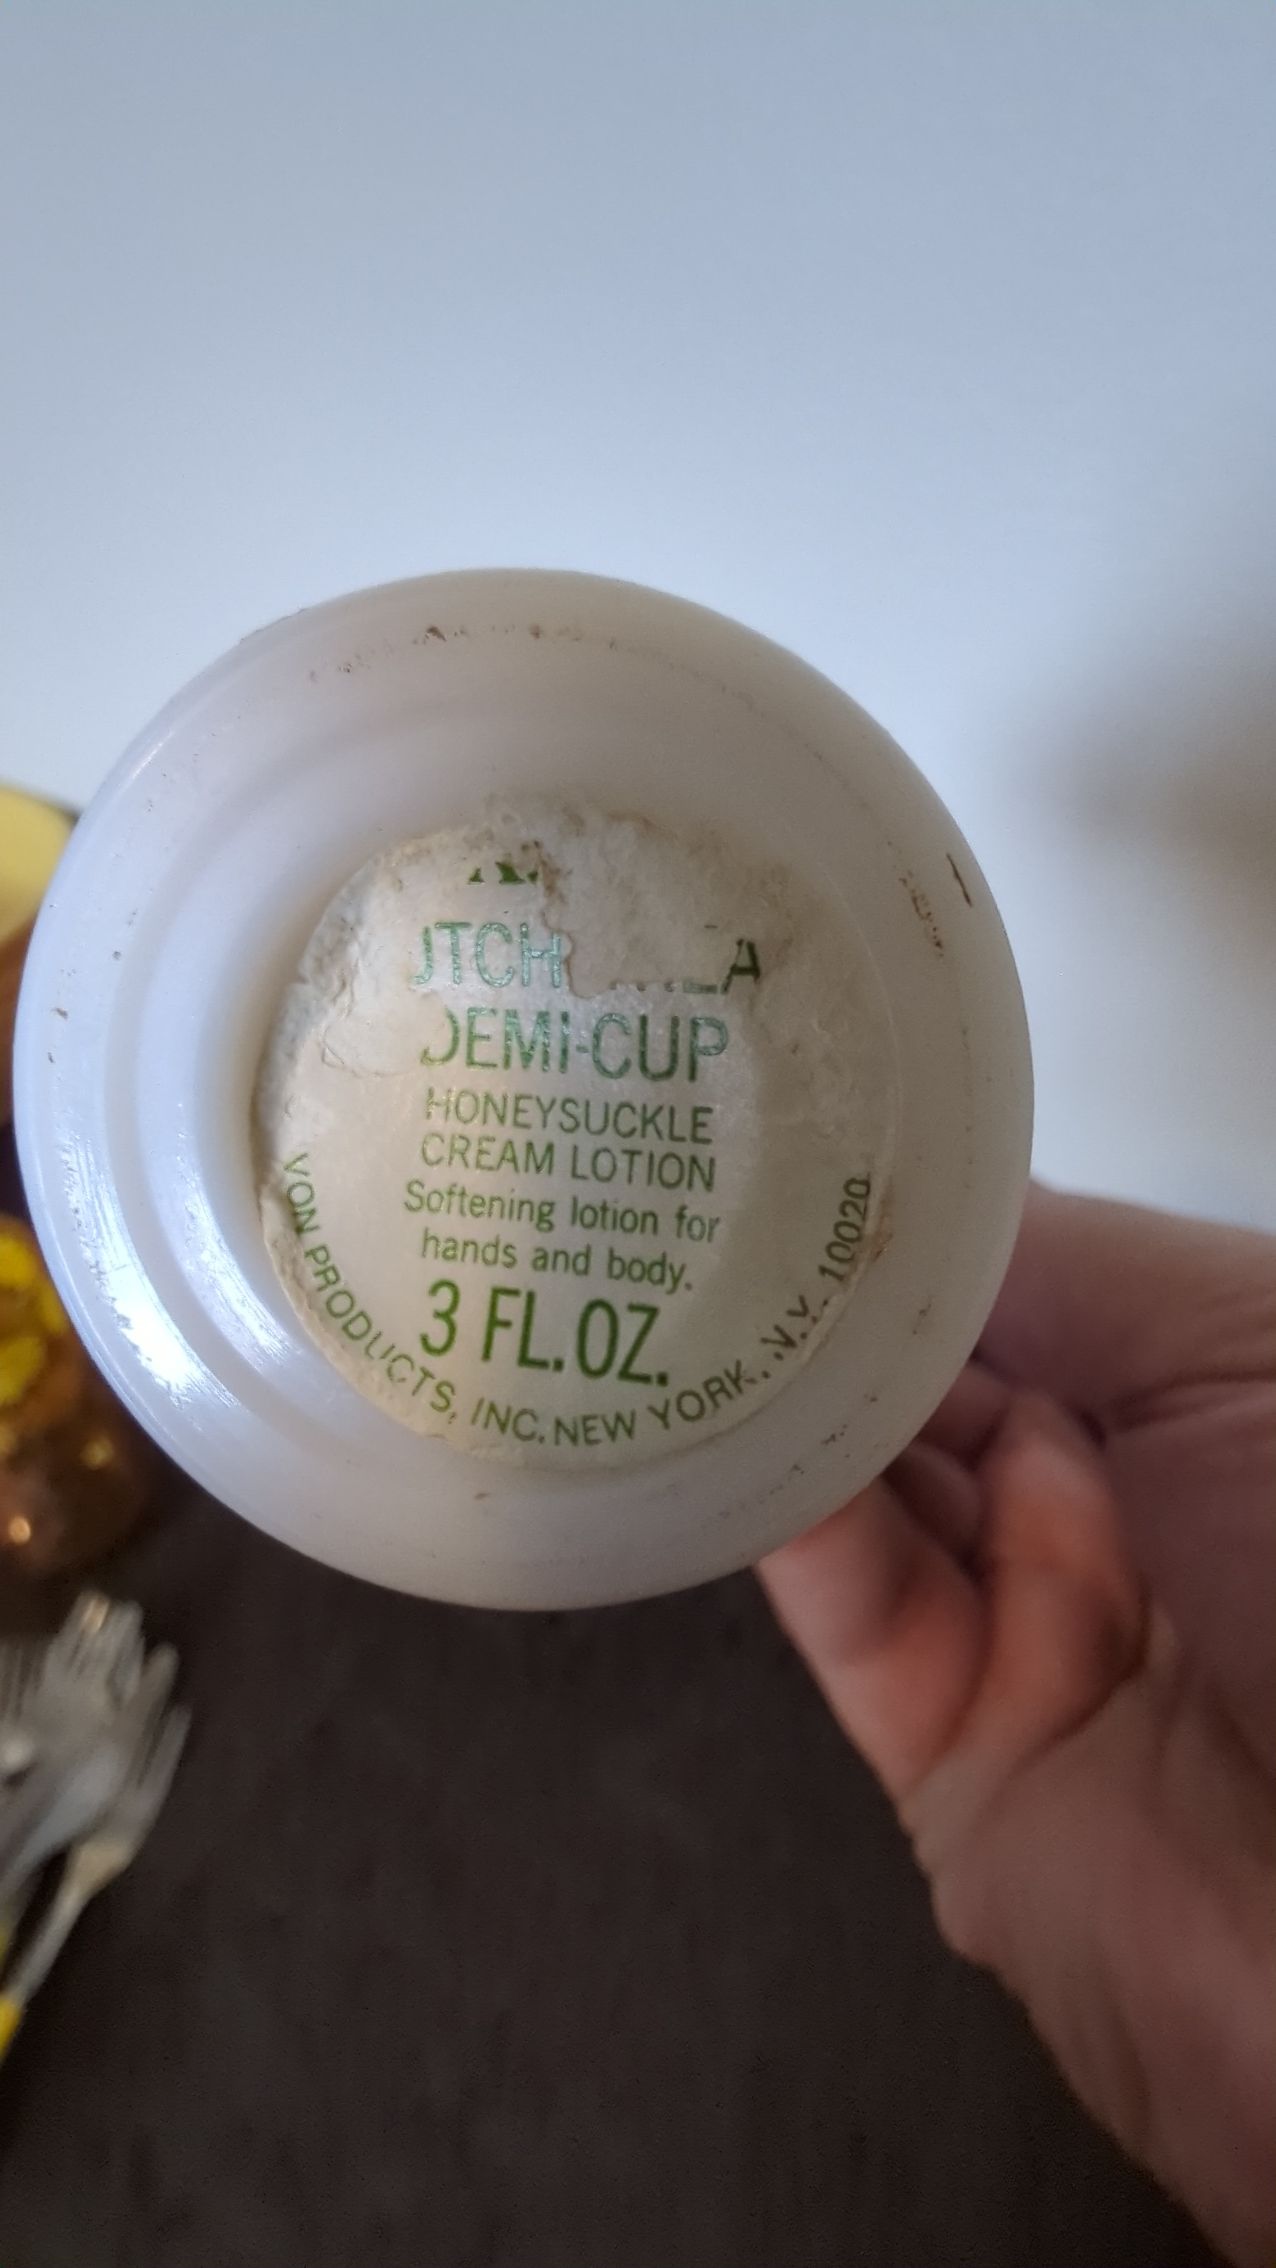 UTCH
DEMI-CUP
HONEYSUCKLE
CREAM LOTION
Softening lotion for
hands and body.
3 FL.OZ.
VON PRODUCTS, INC. NEW YORK, N.Y. 10020